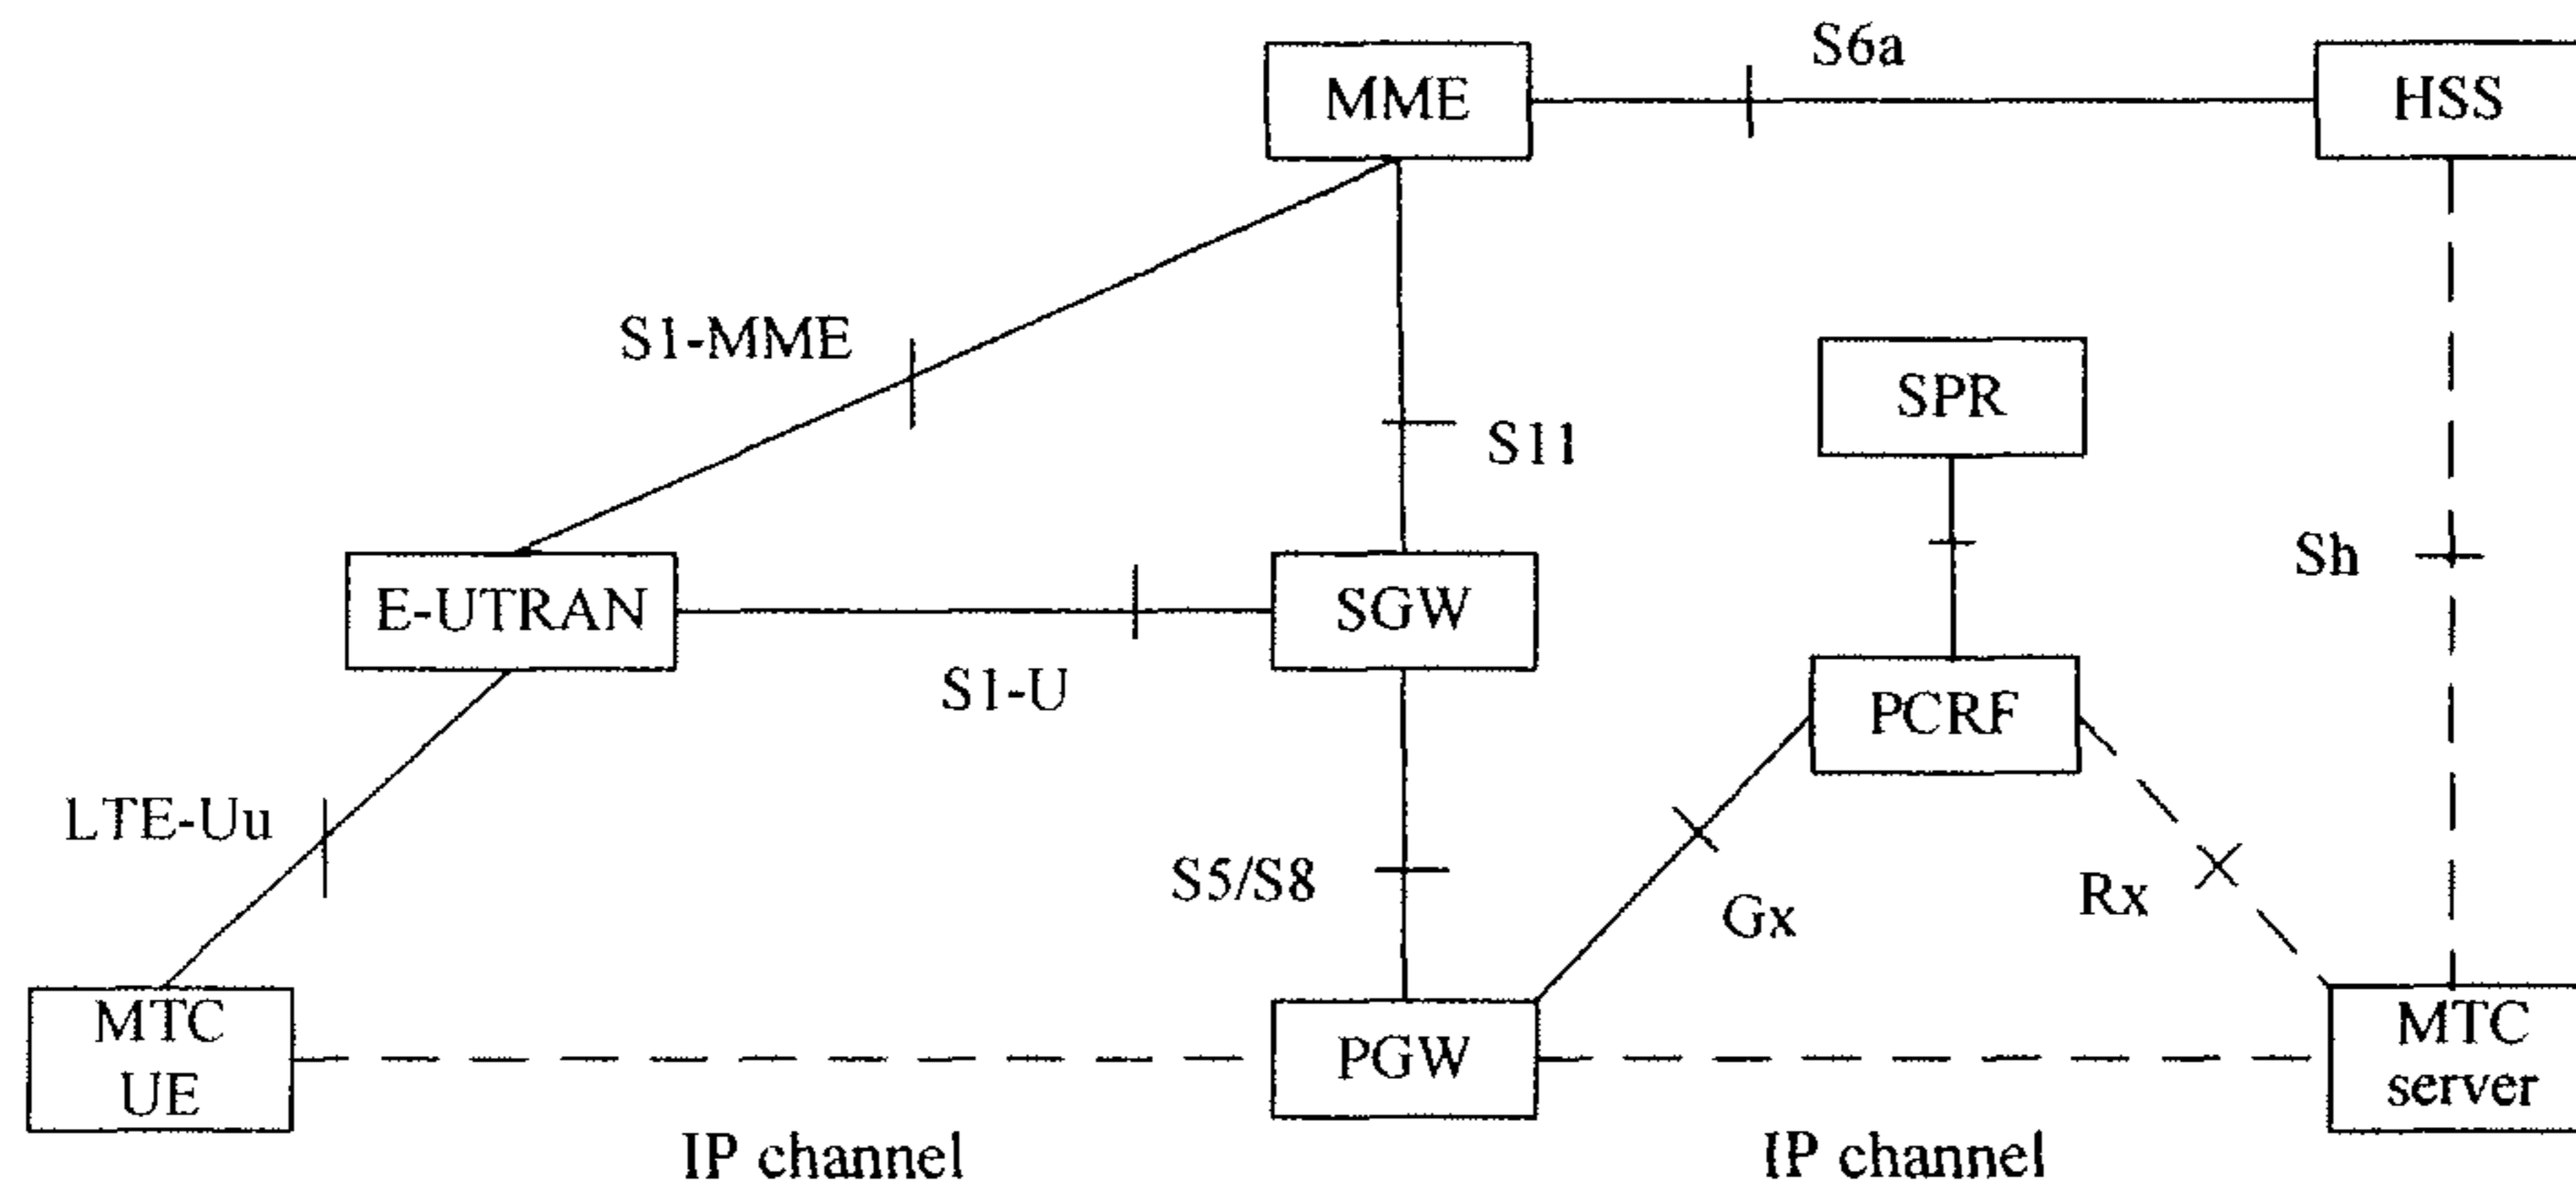 S6a
MME
HSS
S1-MME
SPR
S11
Sh
E-UTRAN
SGW
S1-U
PCRF
LTE-Uu
S5/S8
Gx
Rx
MTC
UE
PGW
MTC
server
IP channel
IP channel